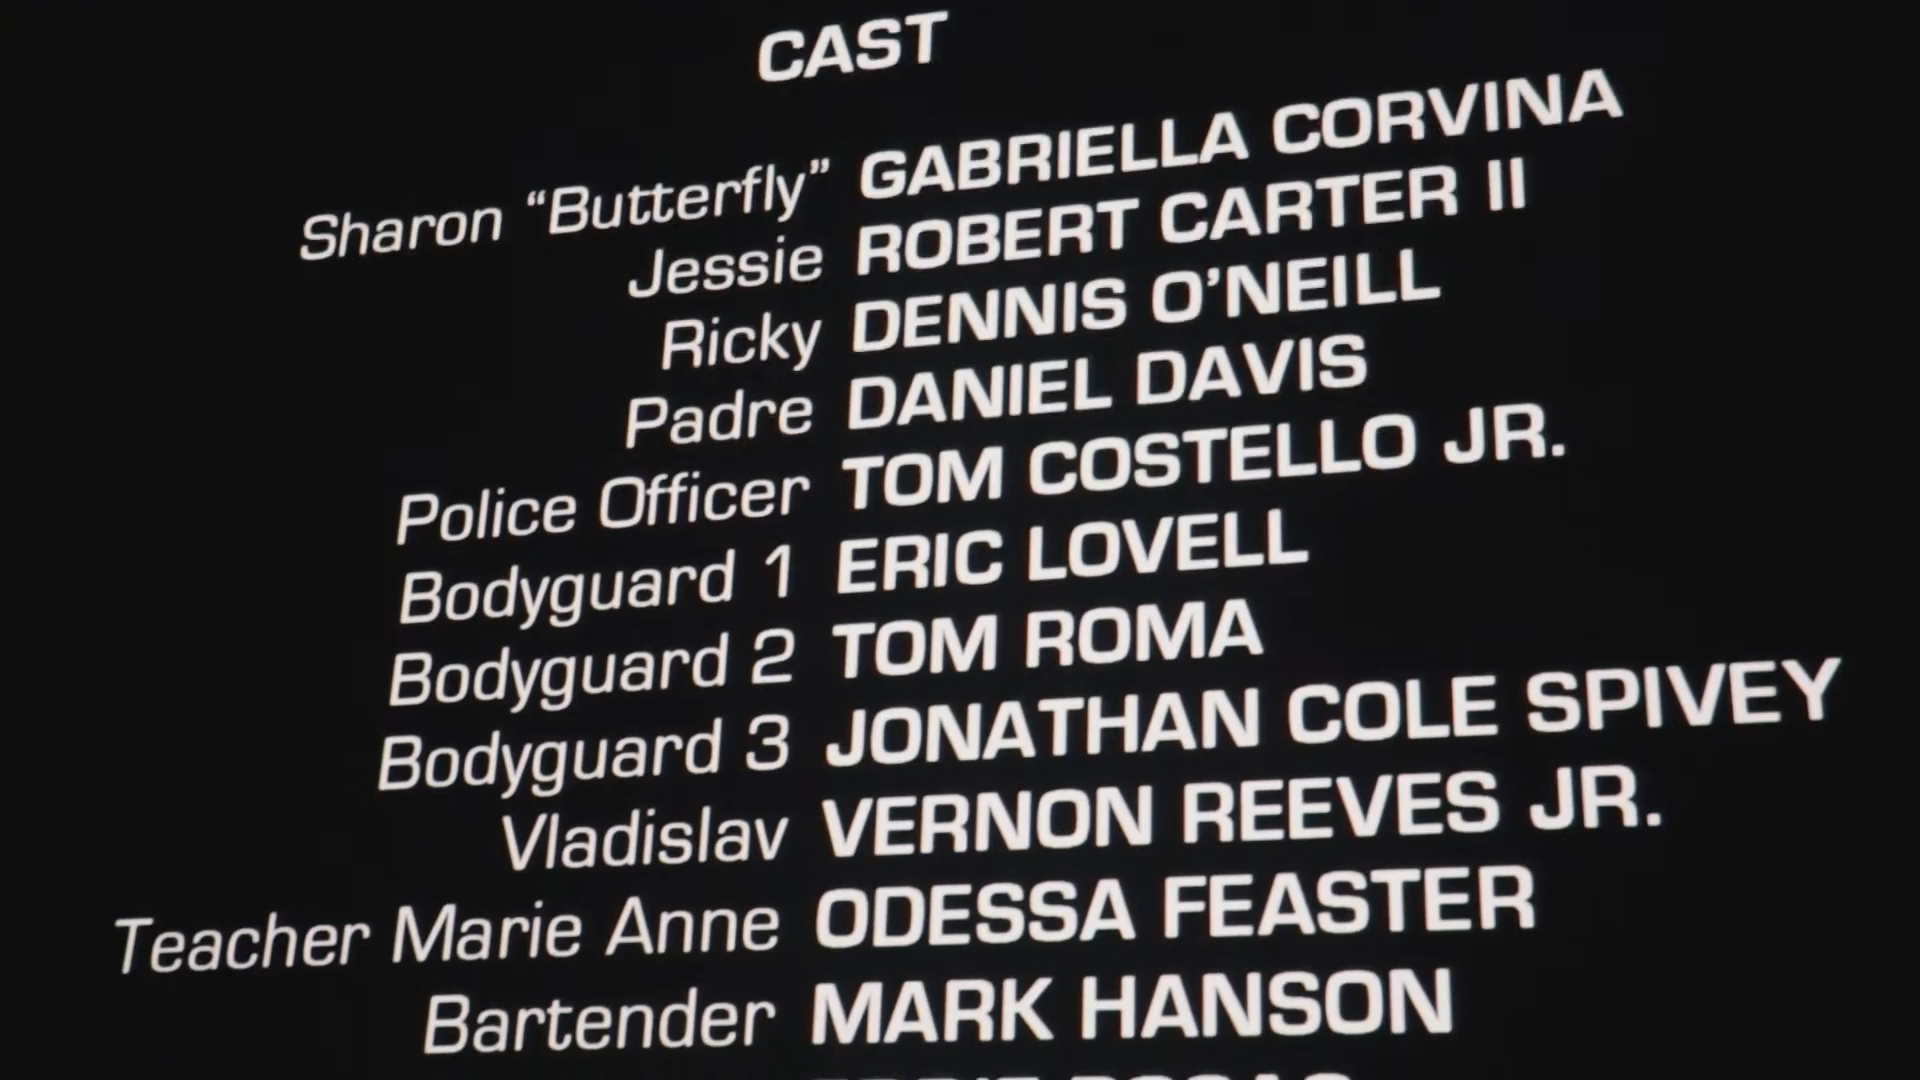 CAST
Sharon “Butterfly” GABRIELLA CORVINA
Jessie ROBERT CARTER II
Ricky DENNIS O’NEILL
Padre DANIEL DAVIS
Police Officer TOM COSTELLO JR.
Bodyguard 1 ERIC LOVELL
Bodyguard 2 TOM ROMA
Bodyguard 3 JONATHAN COLE SPIVEY
Vladislav VERNON REEVES JR.
Teacher Marie Anne ODESSA FEASTER
Bartender MARK HANSON